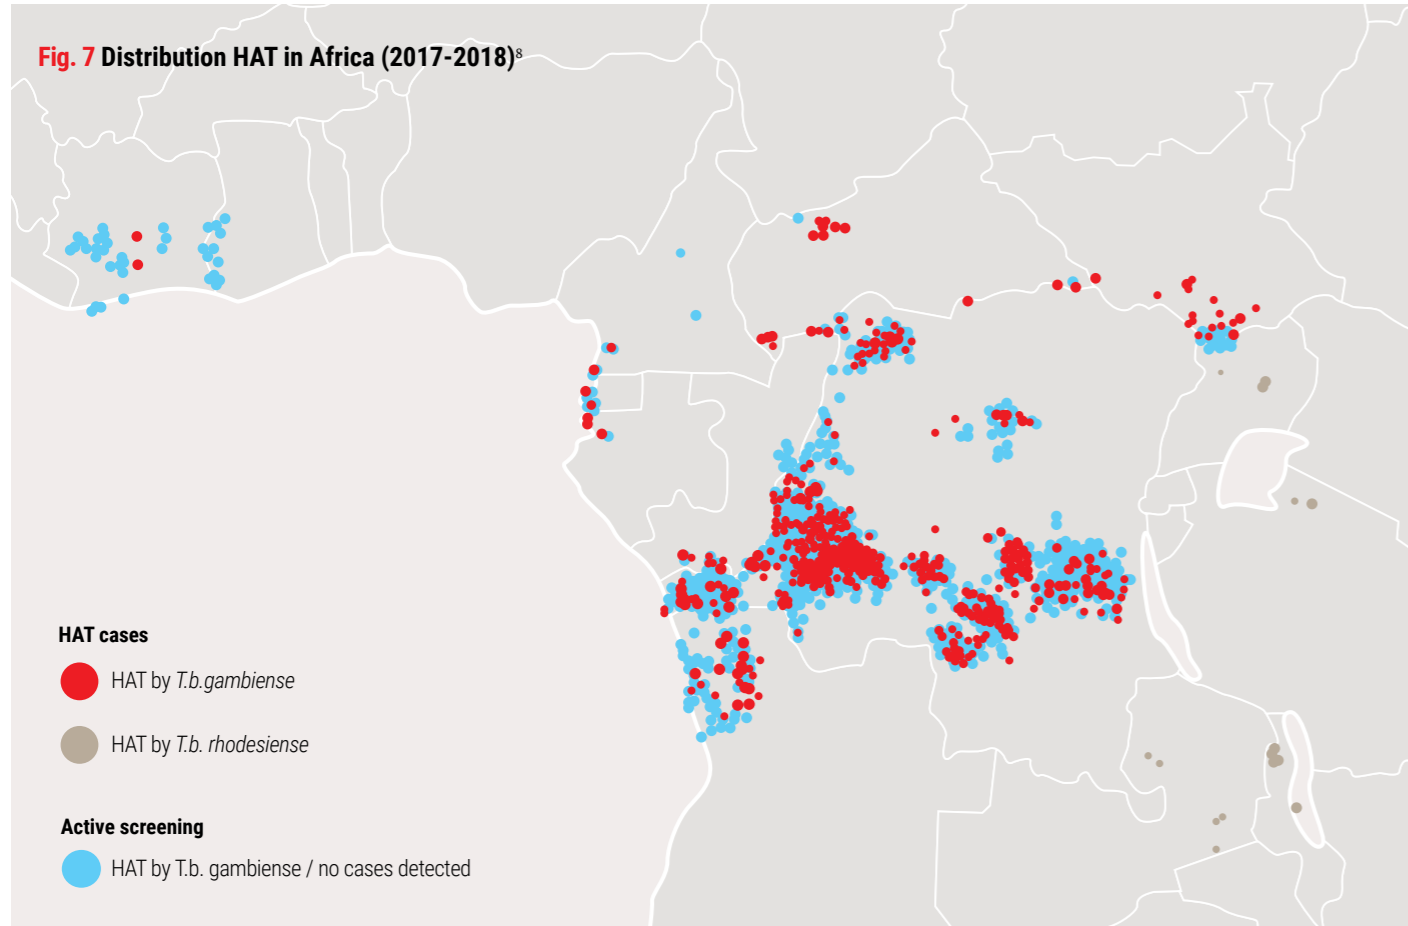 Fig. 7 Distribution HAT in Africa (2017-2018)8
HAT cases
HAT by T.b.gambiense
HAT by T.b. rhodesiense
Active screening
HAT by T.b. gambiense / no cases detected